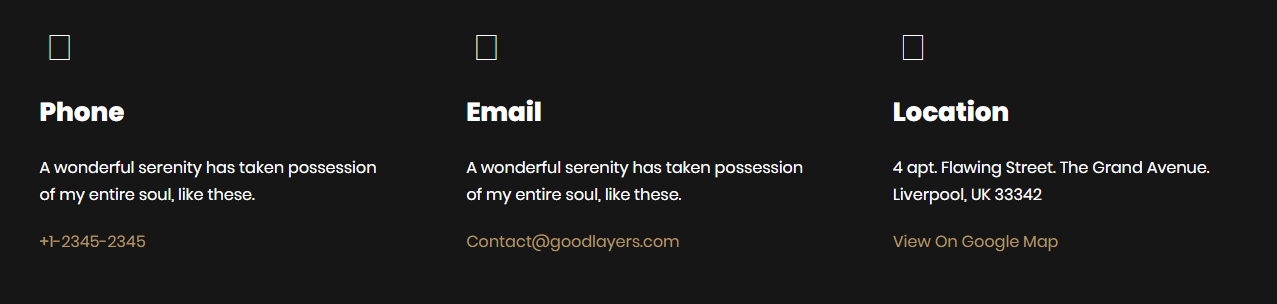 Phone
A wonderful serenity has taken possession
of my entire soul, like these.
+1-2345-2345
Email
A wonderful serenity has taken possession
of my entire soul, like these.
Contact@goodlayers.com
Location
4 apt. Flawing Street. The Grand Avenue.
Liverpool, UK 33342
View On Google Map